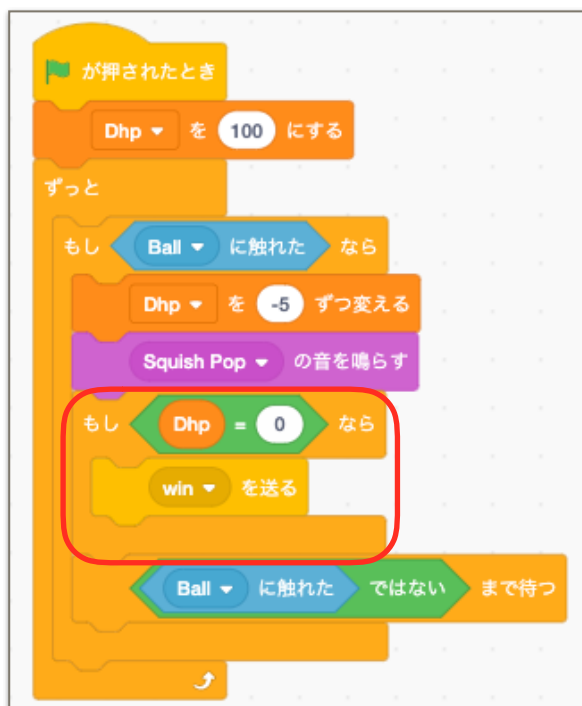 が押されたとき
Dhp を 100 にする
ずっと
もし Ball に触れた なら
Dhp を -5 ずつ変える
Squish Pop の音を鳴らす
もし Dhp = 0 なら
win を送る
Ball に触れた ではない まで待つ